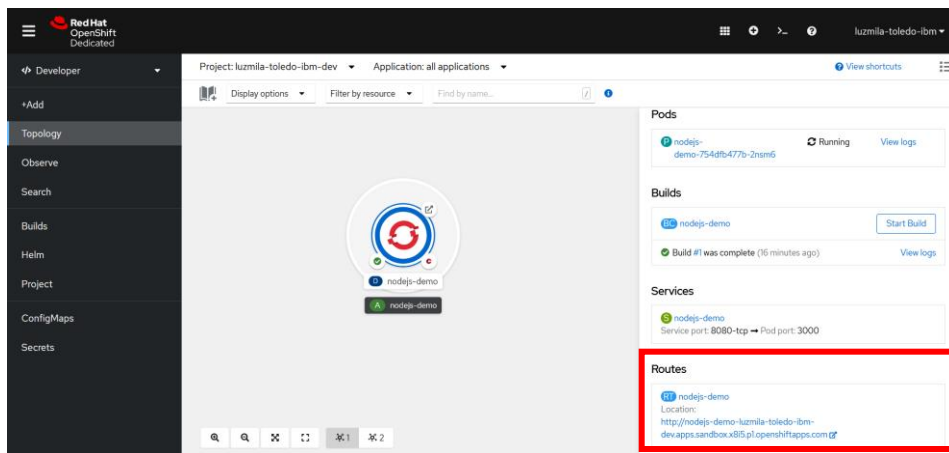 Red Hat
OpenShift
Dedicated
luzmila-toledo-ibm
Developer
Project: luzmila-toledo-ibm-dev
Application: all applications
View shortcuts
Display options
Filter by resource
Find by name...
/
+Add
Topology
Observe
Search
Builds
Helm
Project
ConfigMaps
Secrets
D nodejs-demo
A nodejs-demo
1
2
Pods
P nodejs-
demo-754dfb477b-2nsm6
Running
View logs
Builds
BC nodejs-demo
Start Build
Build #1 was complete (16 minutes ago)
View logs
Services
S nodejs-demo
Service port: 8080-tcp → Pod port: 3000
Routes
RT nodejs-demo
Location:
http://nodejs-demo-luzmila-toledo-ibm-
dev.apps.sandbox.x8i5.p1.openshiftapps.com